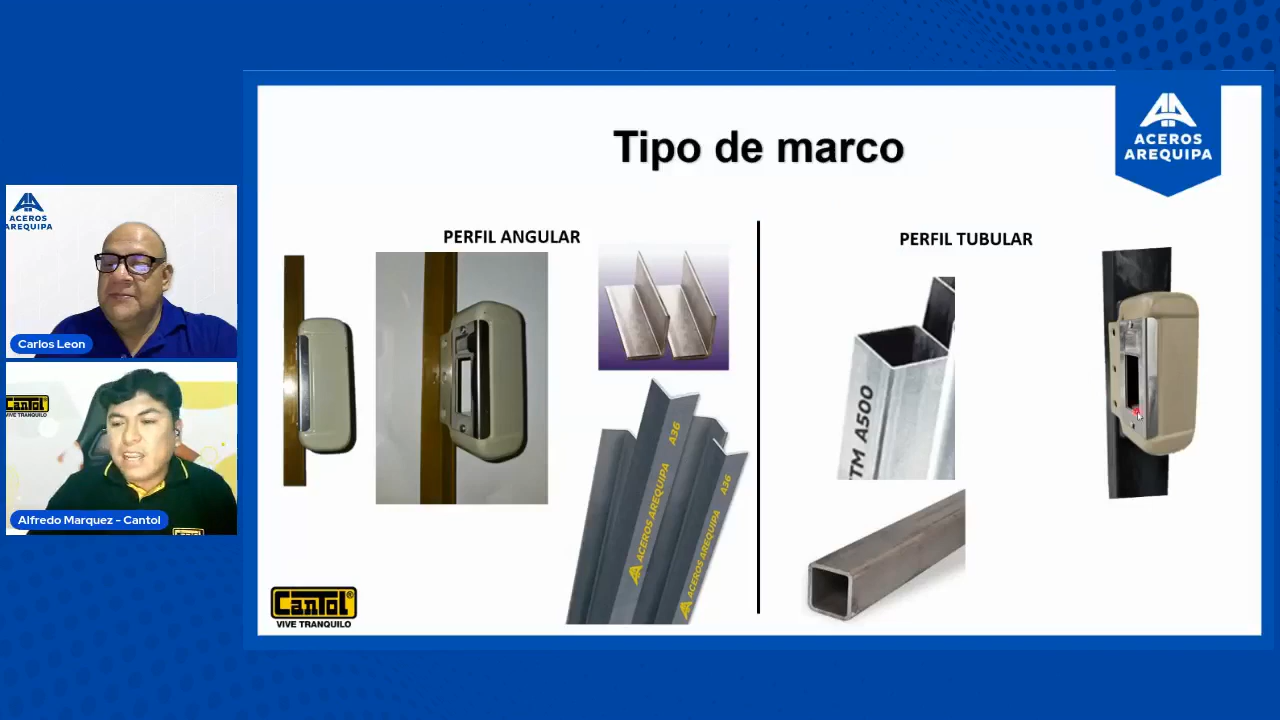 Tipo de marco
ACEROS
AREQUIPA
ACEROS
AREQUIPA
Carlos Leon
CanTol
VIVE TRANQUILO
Alfredo Marquez - Cantol
PERFIL ANGULAR
A36
ACEROS AREQUIPA
A36
ACEROS AREQUIPA
CanTol®
VIVE TRANQUILO
PERFIL TUBULAR
TM A500